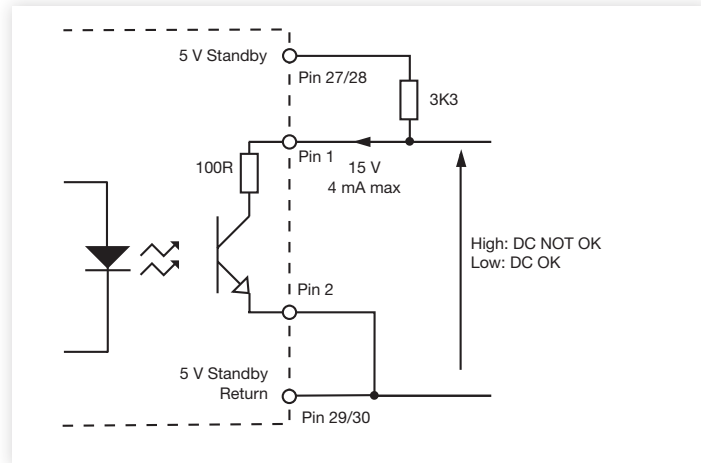 5 V Standby
Pin 27/28
3K3
Pin 1
100R
15 V
4 mA max
High: DC NOT OK
Low: DC OK
Pin 2
5 V Standby
Return
Pin 29/30